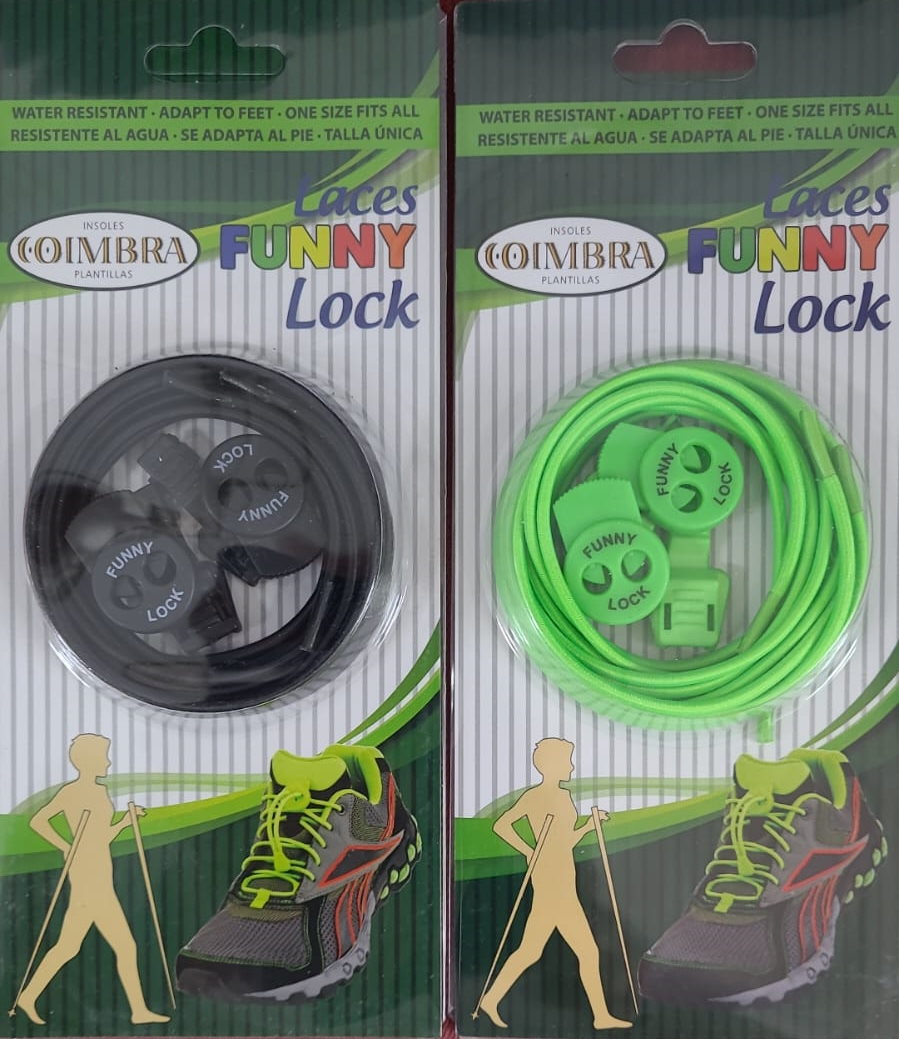 WATER RESISTANT · ADAPT TO FEET · ONE SIZE FITS ALL
RESISTENTE AL AGUA · SE ADAPTA AL PIE · TALLA ÚNICA
Laces
FUNNY
Lock
INSOLES
COIMBRA
PLANTILLAS
LOCK
FUNNY
FUNNY
LOCK
WATER RESISTANT · ADAPT TO FEET · ONE SIZE FITS ALL
RESISTENTE AL AGUA · SE ADAPTA AL PIE · TALLA ÚNICA
Laces
FUNNY
Lock
INSOLES
COIMBRA
PLANTILLAS
FUNNY
LOCK
FUNNY
LOCK